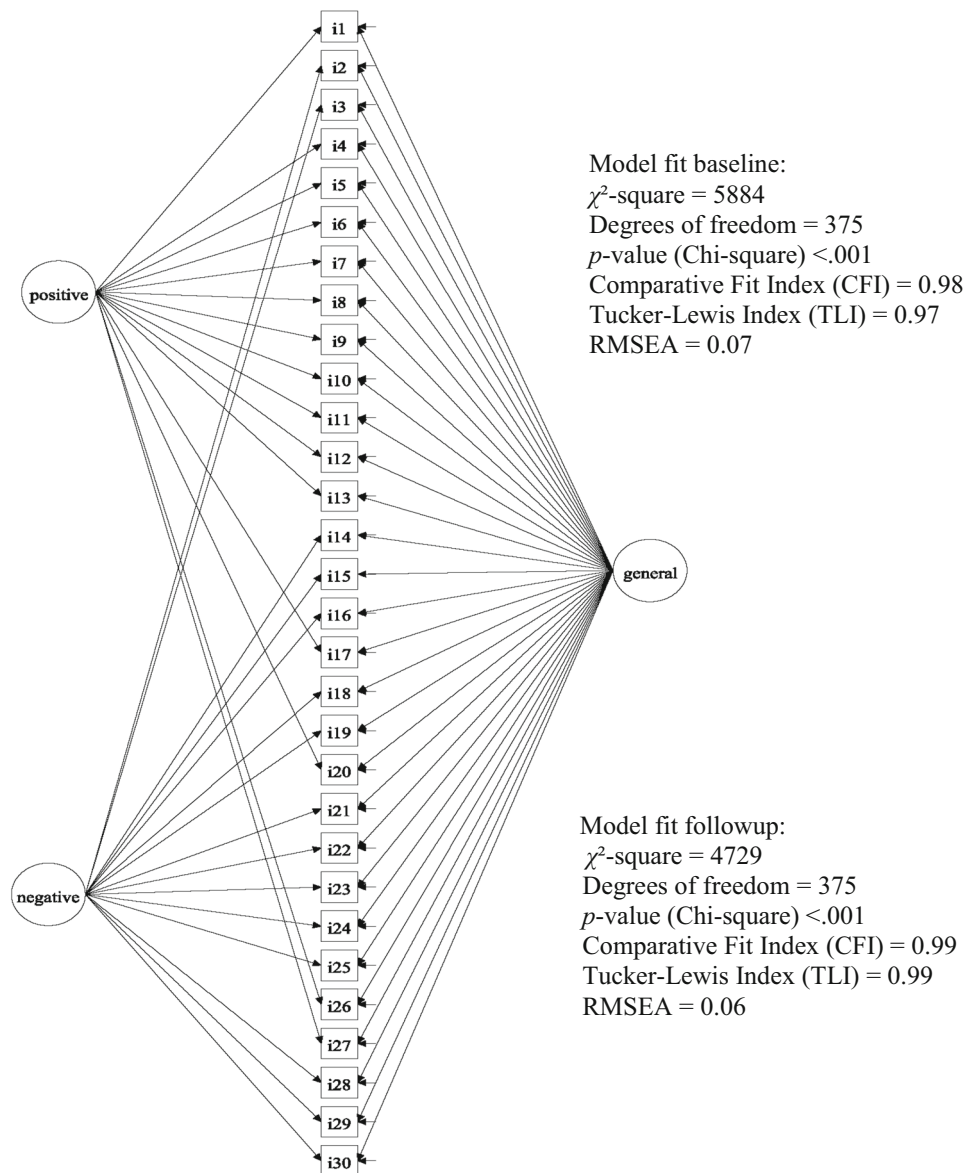 i1
i2
i3
i4
i5
i6
i7
i8
i9
i10
i11
i12
i13
i14
i15
i16
i17
i18
i19
i20
i21
i22
i23
i24
i25
i26
i27
i28
i29
i30
positive
negative
general
Model fit baseline:
χ²-square = 5884
Degrees of freedom = 375
p-value (Chi-square) <.001
Comparative Fit Index (CFI) = 0.98
Tucker-Lewis Index (TLI) = 0.97
RMSEA = 0.07
Model fit followup:
χ²-square = 4729
Degrees of freedom = 375
p-value (Chi-square) <.001
Comparative Fit Index (CFI) = 0.99
Tucker-Lewis Index (TLI) = 0.99
RMSEA = 0.06